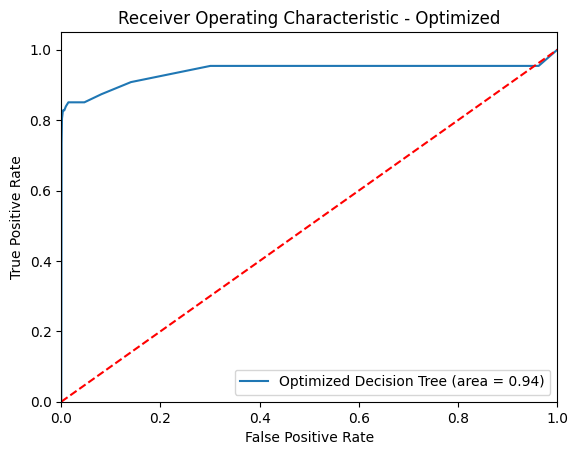 Receiver Operating Characteristic - Optimized
1.0
0.8
0.6
0.4
0.2
0.0
True Positive Rate
Optimized Decision Tree (area = 0.94)
0.0 0.2 0.4 0.6 0.8 1.0
False Positive Rate